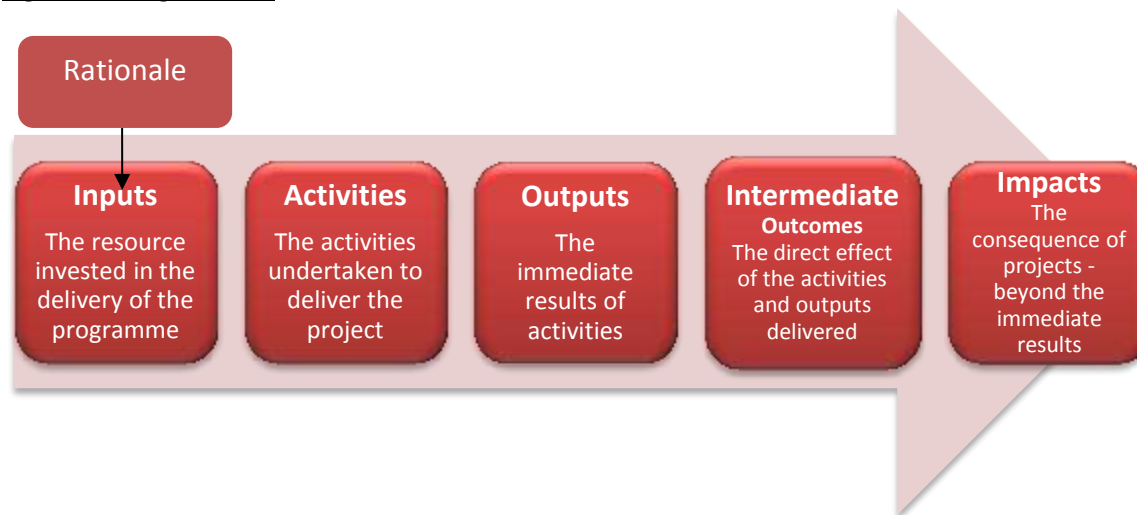 Rationale
Inputs
The resource
invested in the
delivery of the
programme
Activities
The activities
undertaken to
deliver the
project
Outputs
The
immediate
results of
activities
Intermediate
Outcomes
The direct effect
of the activities
and outputs
delivered
Impacts
The
consequence of
projects -
beyond the
immediate
results